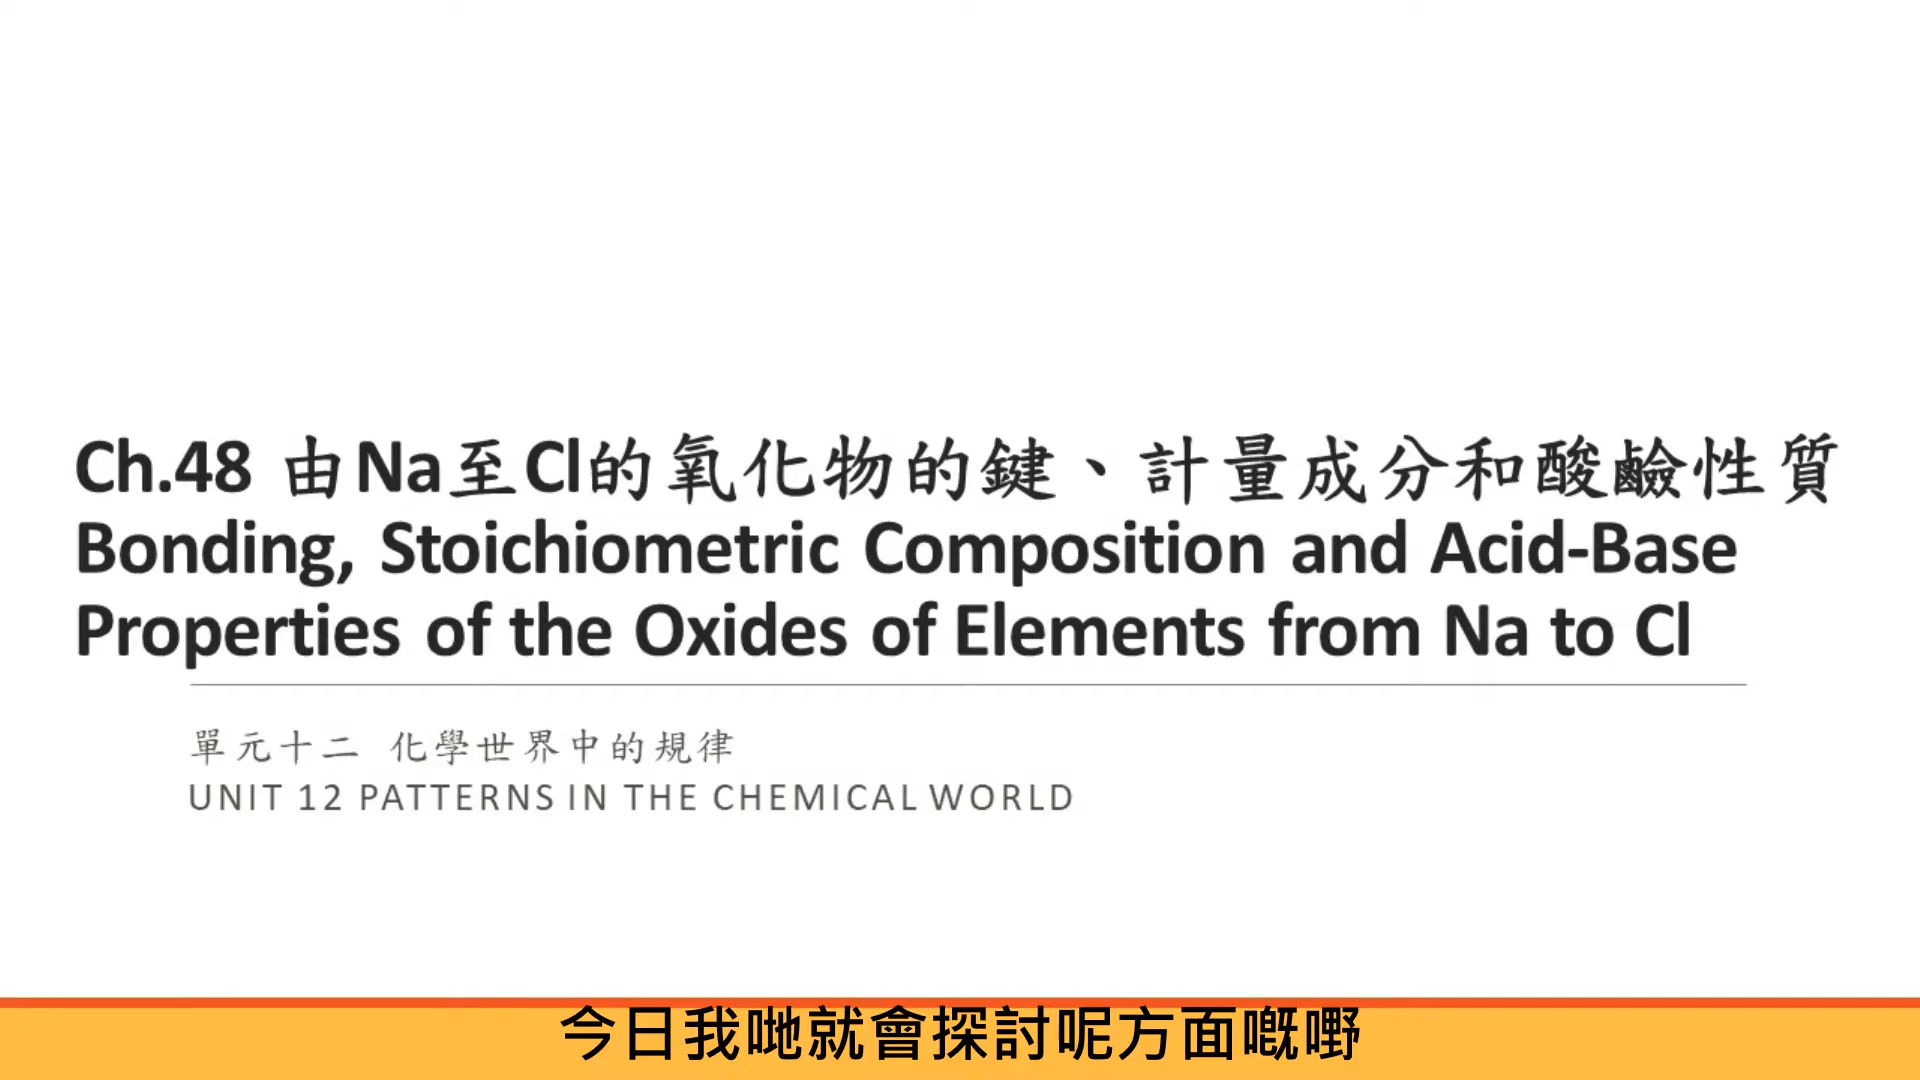 Ch.48 由Na至Cl的氧化物的鍵、計量成分和酸鹼性質
Bonding, Stoichiometric Composition and Acid-Base
Properties of the Oxides of Elements from Na to Cl
單元十二 化學世界中的規律
UNIT 12 PATTERNS IN THE CHEMICAL WORLD
今日我哋就會探討呢方面嘅嘢